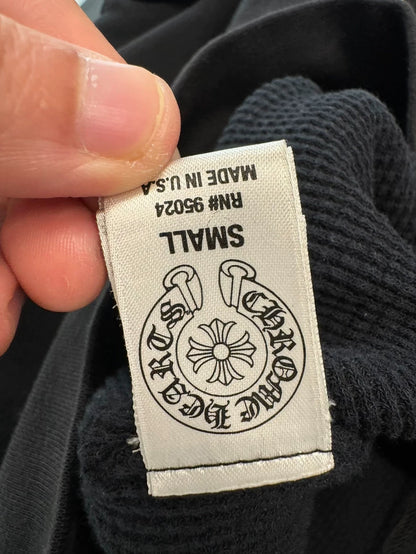 CHROME HEARTS
SMALL
RN# 95024
MADE IN U.S.A